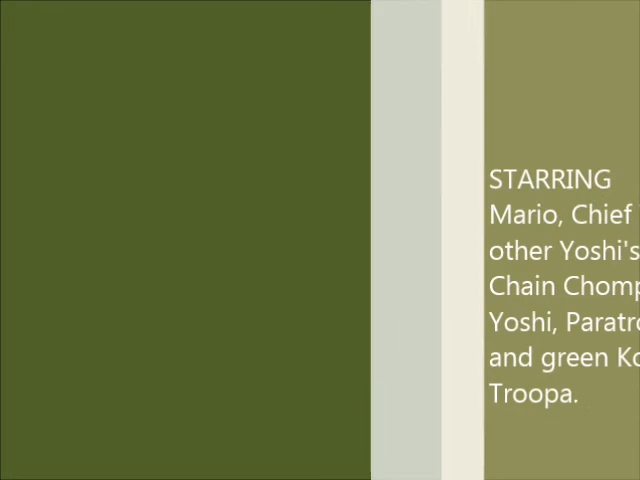 STARRING
Mario, Chief
other Yoshi's
Chain Chomp
Yoshi,
and green
Troopa.